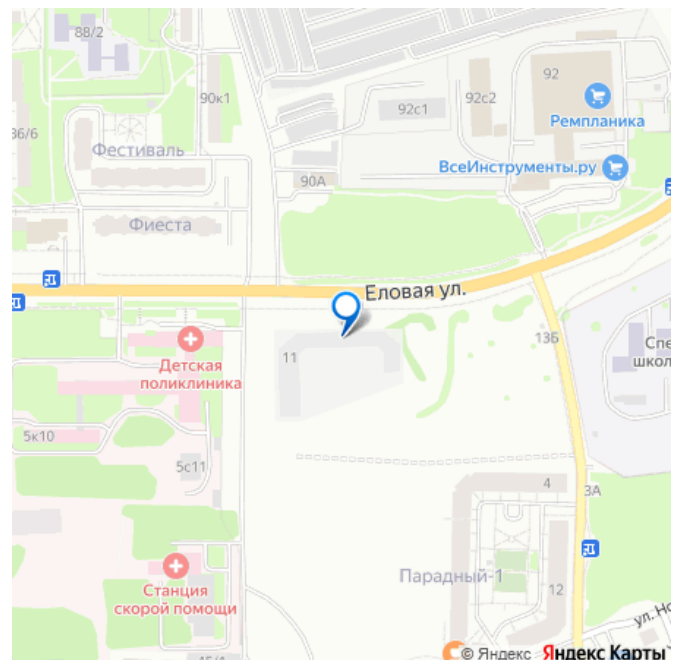 88/2
92
92с2
92с1
90к1
Ремпланика
36/6
Фестиваль
ВсеИнструменты.ру
90А
Фиеста
Еловая ул.
13Б
11
Детская
поликлиника
5к10
5с11
4
3А
Парадный-1
12
Станция
скорой помощи
© Яндекс Яндекс Карты